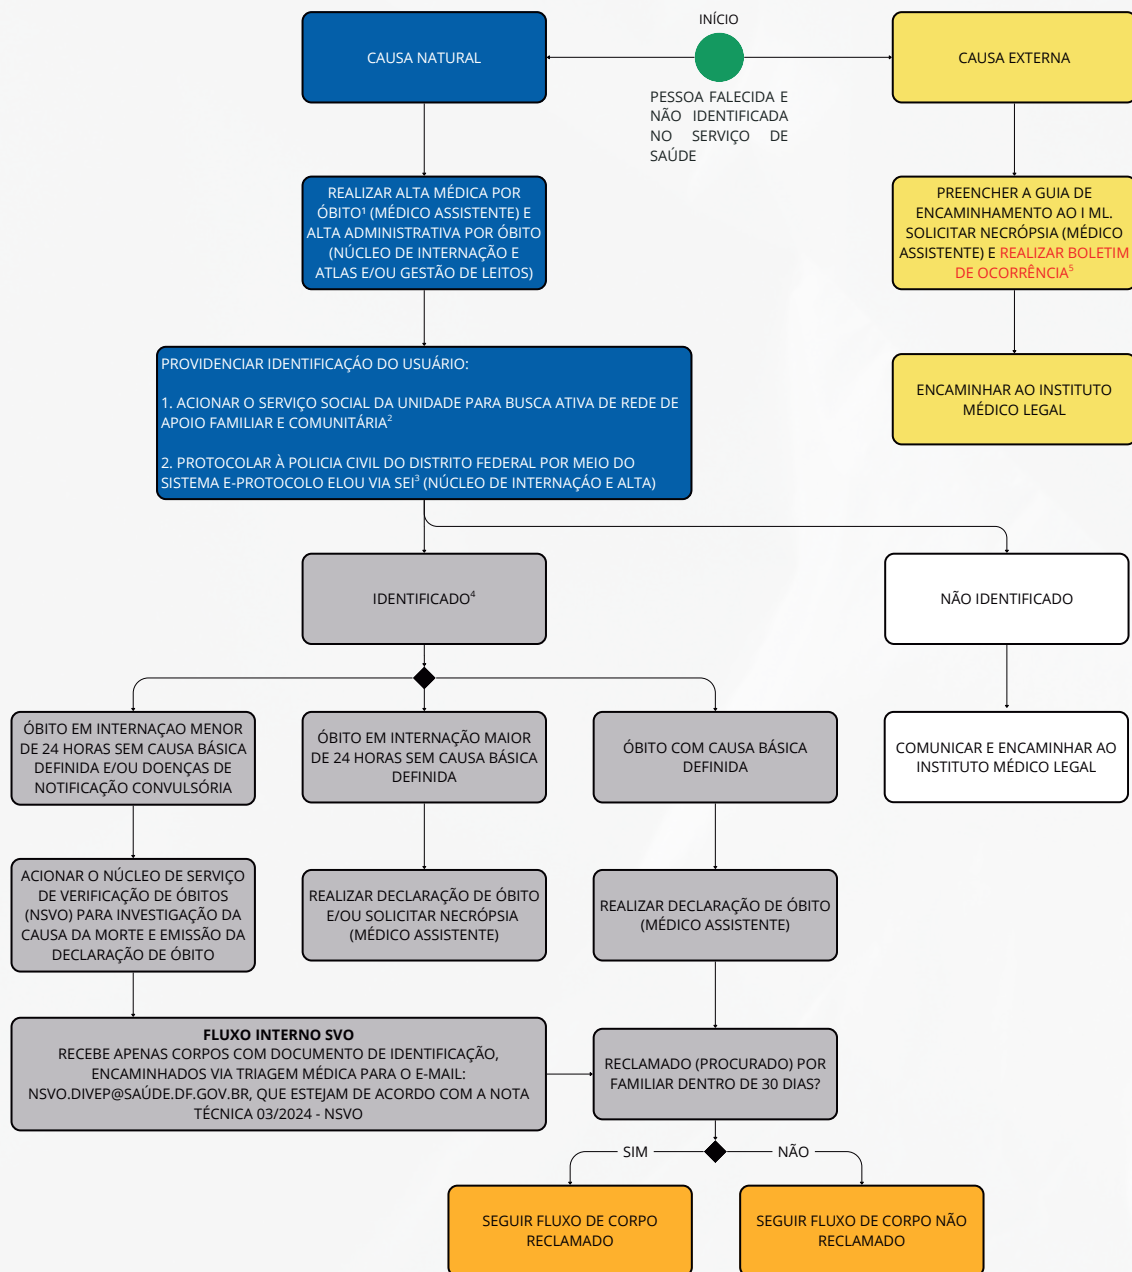 INÍCIO
CAUSA NATURAL
CAUSA EXTERNA
PESSOA FALECIDA E
NÃO IDENTIFICADA
NO SERVIÇO DE
SAÚDE
REALIZAR ALTA MÉDICA POR
ÓBITO¹ (MÉDICO ASSISTENTE) E
ALTA ADMINISTRATIVA POR ÓBITO
(NÚCLEO DE INTERNAÇÃO E
ATLAS E/OU GESTÃO DE LEITOS)
PREENCHER A GUIA DE
ENCAMINHAMENTO AO I ML.
SOLICITAR NECRÓPSIA (MÉDICO
ASSISTENTE) E REALIZAR BOLETIM
DE OCORRÊNCIA⁵
PROVIDENCIAR IDENTIFICAÇÁO DO USUÁRIO:
1. ACIONAR O SERVIÇO SOCIAL DA UNIDADE PARA BUSCA ATIVA DE REDE DE
APOIO FAMILIAR E COMUNITÁRIA²
2. PROTOCOLAR À POLICIA CIVIL DO DISTRITO FEDERAL POR MEIO DO
SISTEMA E-PROTOCOLO ELOU VIA SEI³ (NÚCLEO DE INTERNAÇÁO E ALTA)
ENCAMINHAR AO INSTITUTO
MÉDICO LEGAL
IDENTIFICADO⁴
NÃO IDENTIFICADO
ÓBITO EM INTERNAÇAO MENOR
DE 24 HORAS SEM CAUSA BÁSICA
DEFINIDA E/OU DOENÇAS DE
NOTIFICAÇÃO CONVULSÓRIA
ÓBITO EM INTERNAÇÃO MAIOR
DE 24 HORAS SEM CAUSA BÁSICA
DEFINIDA
ÓBITO COM CAUSA BÁSICA
DEFINIDA
COMUNICAR E ENCAMINHAR AO
INSTITUTO MÉDICO LEGAL
ACIONAR O NÚCLEO DE SERVIÇO
DE VERIFICAÇÃO DE ÓBITOS
(NSVO) PARA INVESTIGAÇÃO DA
CAUSA DA MORTE E EMISSÃO DA
DECLARAÇÃO DE ÓBITO
REALIZAR DECLARAÇÃO DE ÓBITO
E/OU SOLICITAR NECRÓPSIA
(MÉDICO ASSISTENTE)
REALIZAR DECLARAÇÃO DE ÓBITO
(MÉDICO ASSISTENTE)
FLUXO INTERNO SVO
RECEBE APENAS CORPOS COM DOCUMENTO DE IDENTIFICAÇÃO,
ENCAMINHADOS VIA TRIAGEM MÉDICA PARA O E-MAIL:
NSVO.DIVEP@SAÚDE.DF.GOV.BR, QUE ESTEJAM DE ACORDO COM A NOTA
TÉCNICA 03/2024 - NSVO
RECLAMADO (PROCURADO) POR
FAMILIAR DENTRO DE 30 DIAS?
SIM
NÃO
SEGUIR FLUXO DE CORPO
RECLAMADO
SEGUIR FLUXO DE CORPO NÃO
RECLAMADO